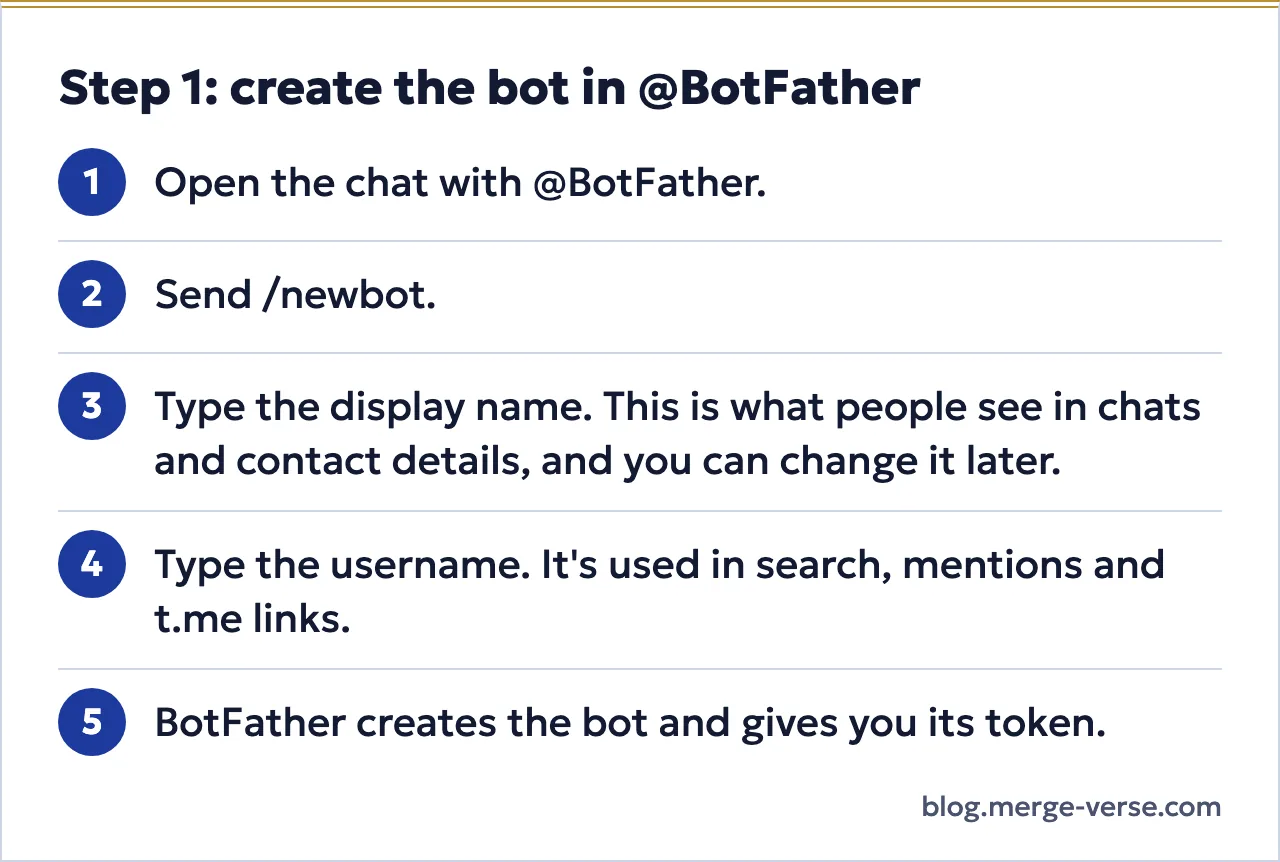 Step 1: create the bot in @BotFather
1 Open the chat with @BotFather.
2 Send /newbot.
3 Type the display name. This is what people see in chats
and contact details, and you can change it later.
4 Type the username. It's used in search, mentions and
t.me links.
5 BotFather creates the bot and gives you its token.
blog.merge-verse.com